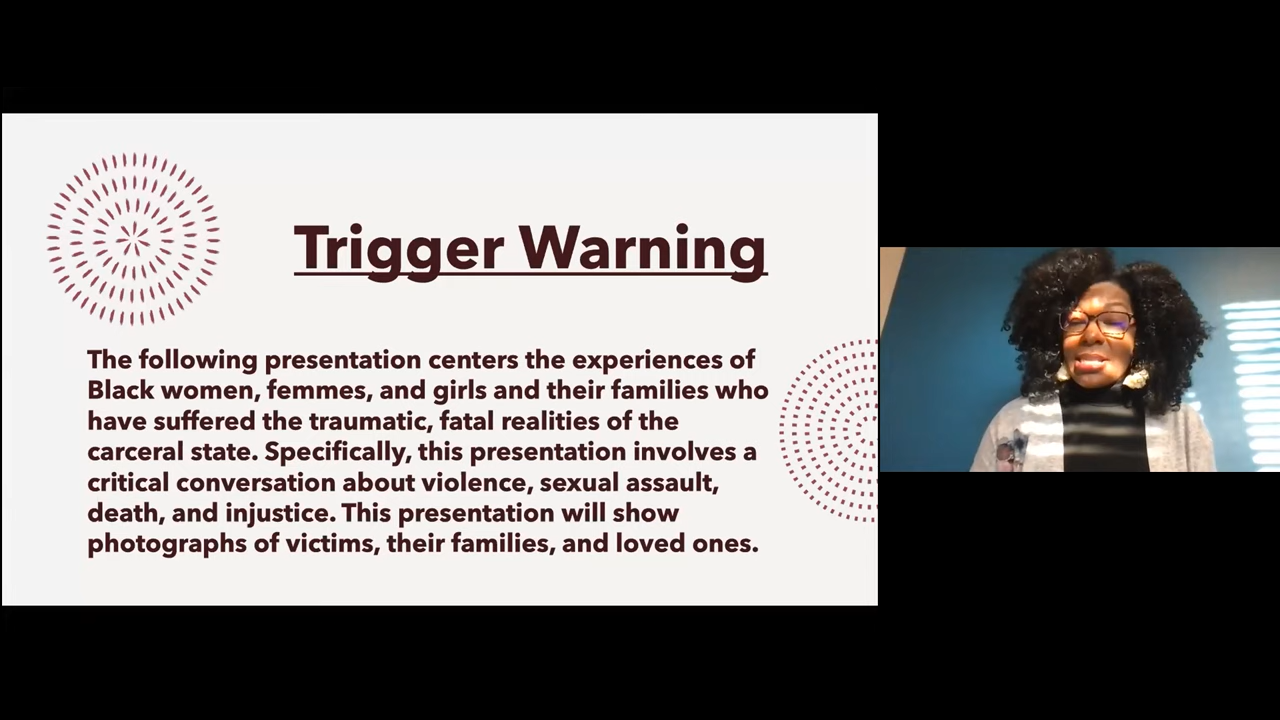 Trigger Warning
The following presentation centers the experiences of
Black women, femmes, and girls and their families who
have suffered the traumatic, fatal realities of the
carceral state. Specifically, this presentation involves a
critical conversation about violence, sexual assault,
death, and injustice. This presentation will show
photographs of victims, their families, and loved ones.